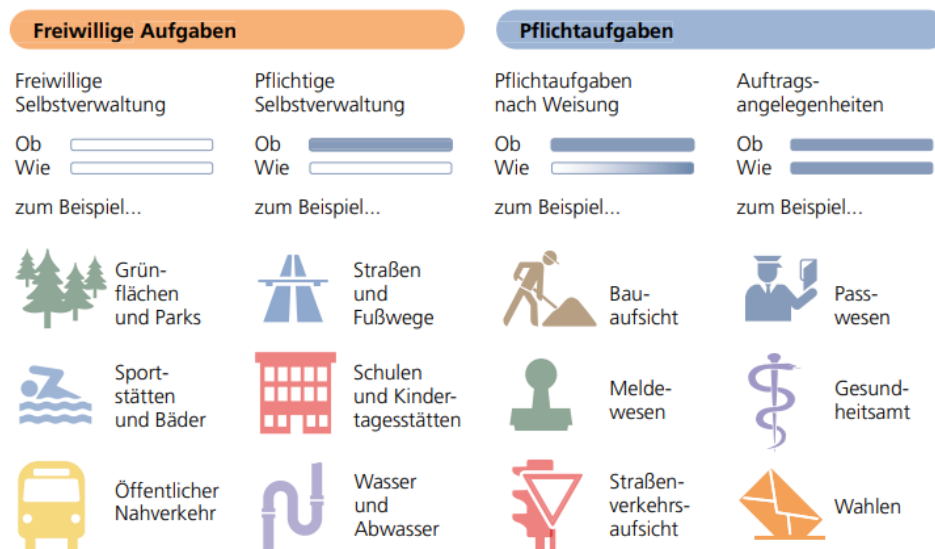 Freiwillige Aufgaben
Pflichtaufgaben
Freiwillige
Selbstverwaltung
Ob
Wie
zum Beispiel...
Grün-
flächen
und Parks
Sport-
stätten
und Bäder
Öffentlicher
Nahverkehr
Pflichtige
Selbstverwaltung
Ob
Wie
zum Beispiel...
Straßen
und
Fußwege
Schulen
und Kinder-
tagesstätten
Wasser
und
Abwasser
Pflichtaufgaben
nach Weisung
Ob
Wie
zum Beispiel...
Bau-
aufsicht
Melde-
wesen
Straßen-
verkehrs-
aufsicht
Auftrags-
angelegenheiten
Ob
Wie
zum Beispiel...
Pass-
wesen
Gesund-
heitsamt
Wahlen